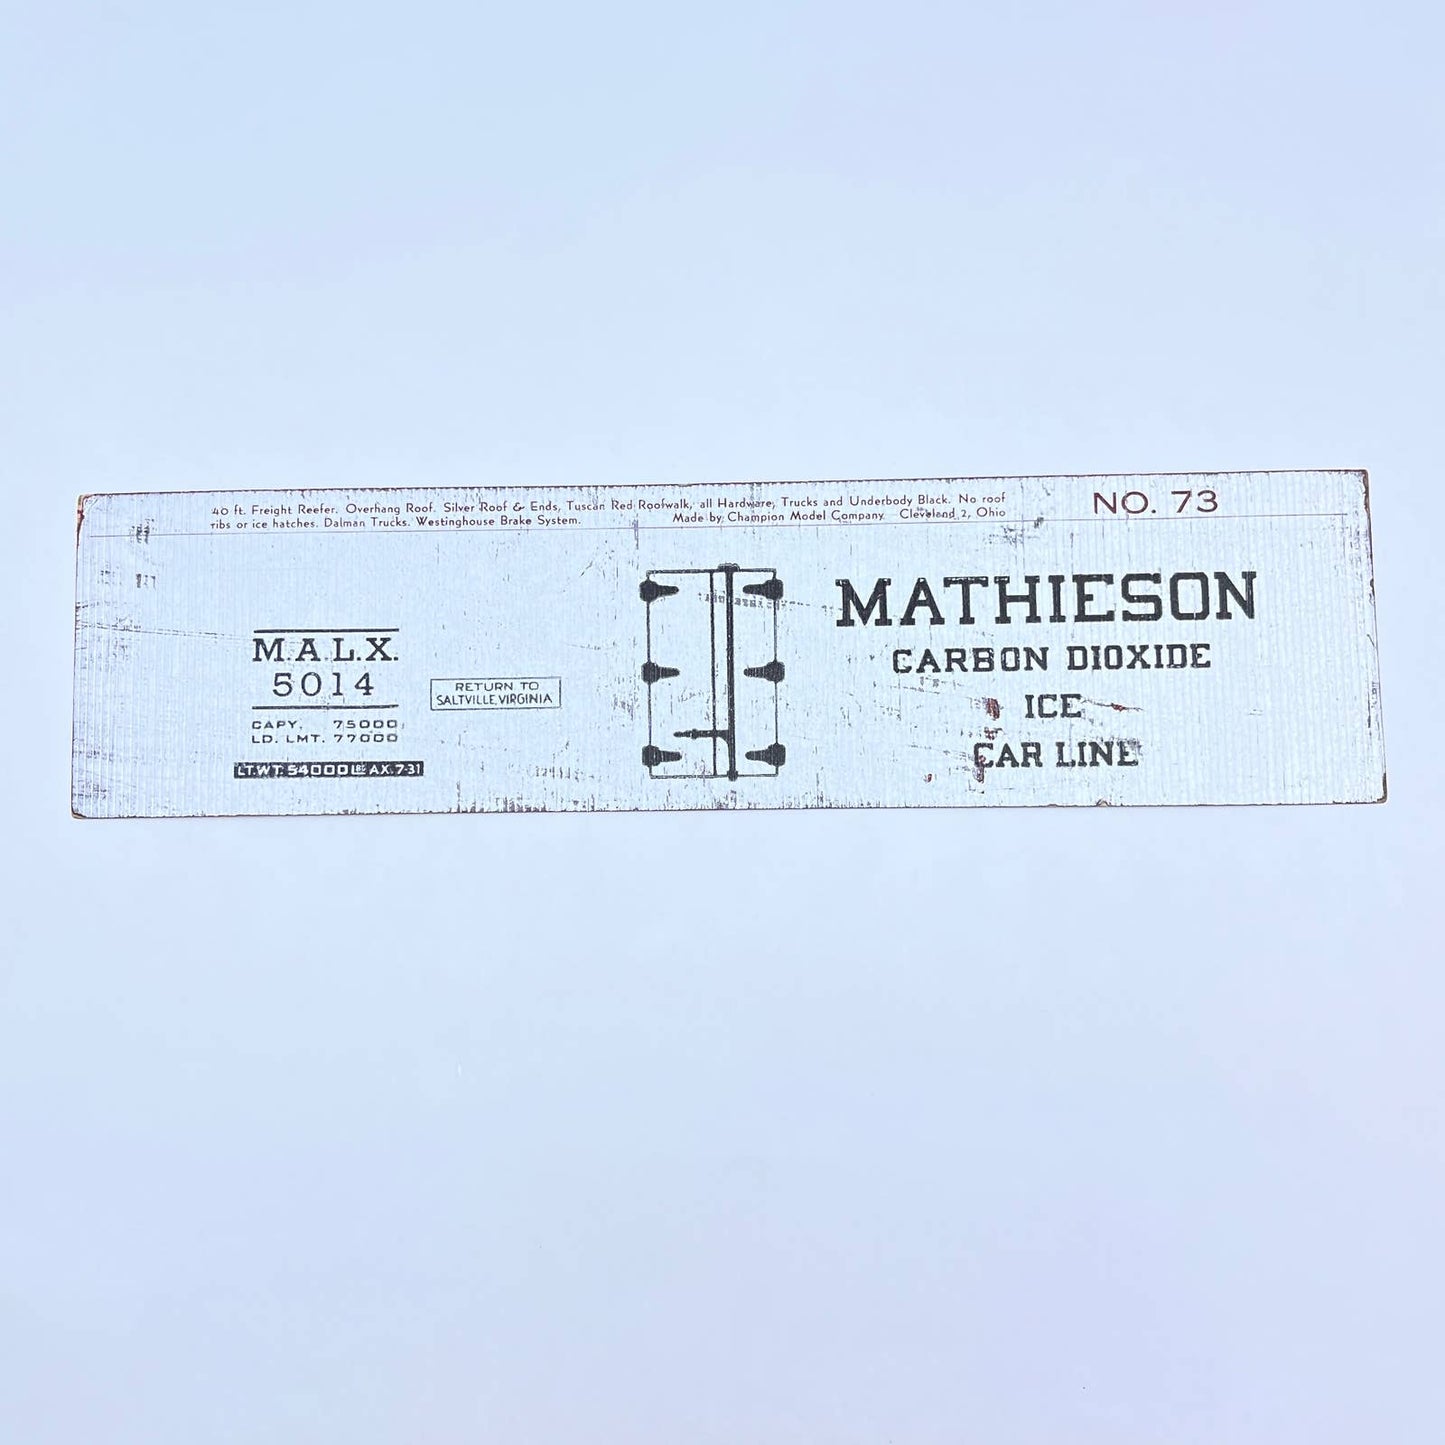 40 ft. Freight Reefer. Overhang Roof. Silver Roof & Ends, Tuscan Red Roofwalk, all Hardware, Trucks and Underbody Black. No roof
ribs or ice hatches. Dalman Trucks. Westinghouse Brake System. Made by Champion Model Company Cleveland 2, Ohio
NO. 73
M.A.L.X.
5014
CAPY. 75000
LD. LMT. 77000
LT. WT. 54000 LB AX. 7-31
RETURN TO
SALTVILLE, VIRGINIA
MATHIESON
CARBON DIOXIDE
ICE
CAR LINE